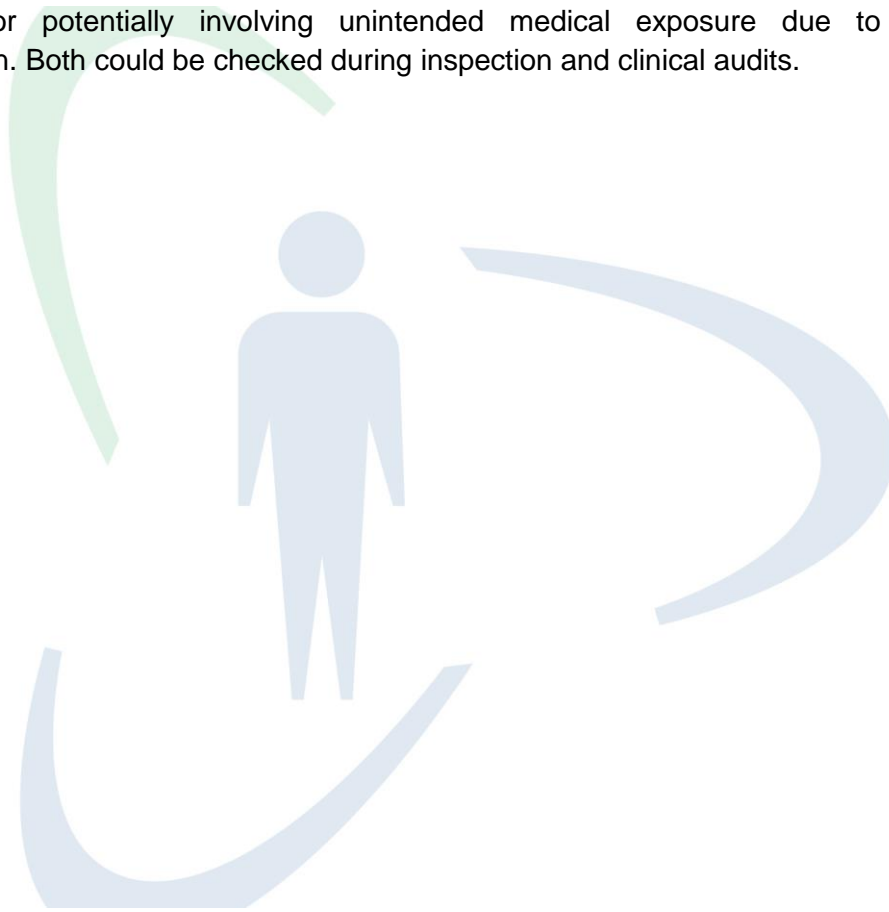 or potentially involving unintended medical exposure due to
n. Both could be checked during inspection and clinical audits.